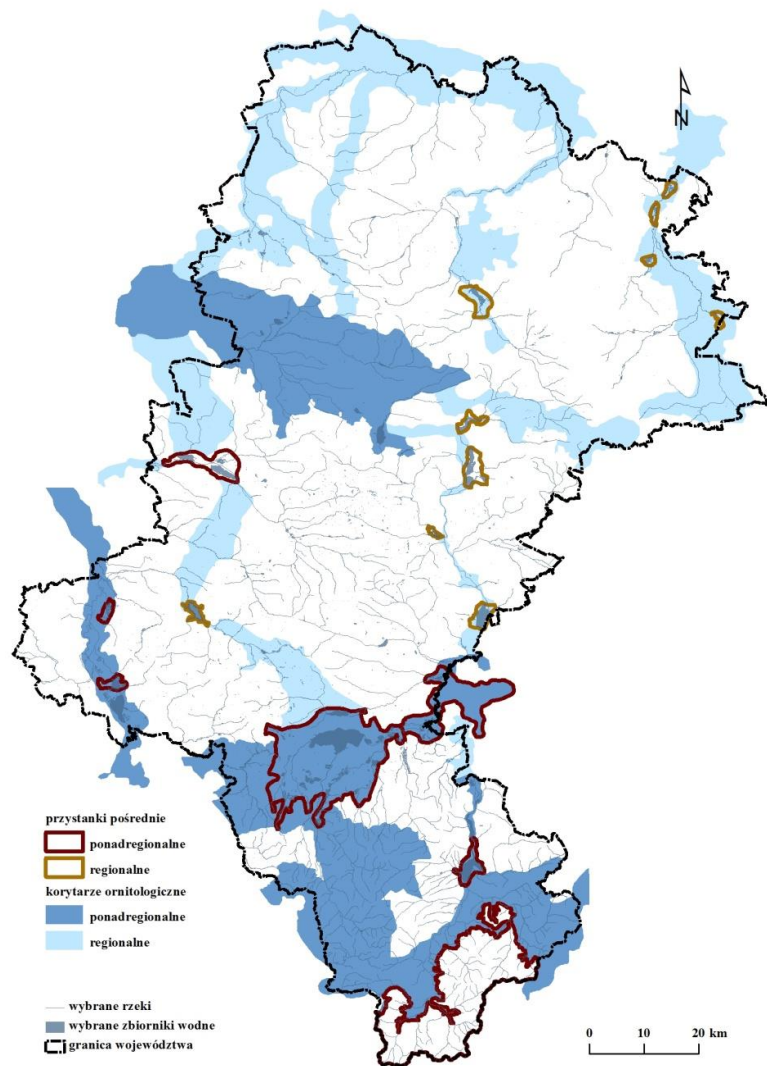 N
przystanki pośrednie
ponadregionalne
regionalne
korytarze ornitologiczne
ponadregionalne
regionalne
wybrane rzeki
wybrane zbiorniki wodne
granica województwa
0 10 20 km